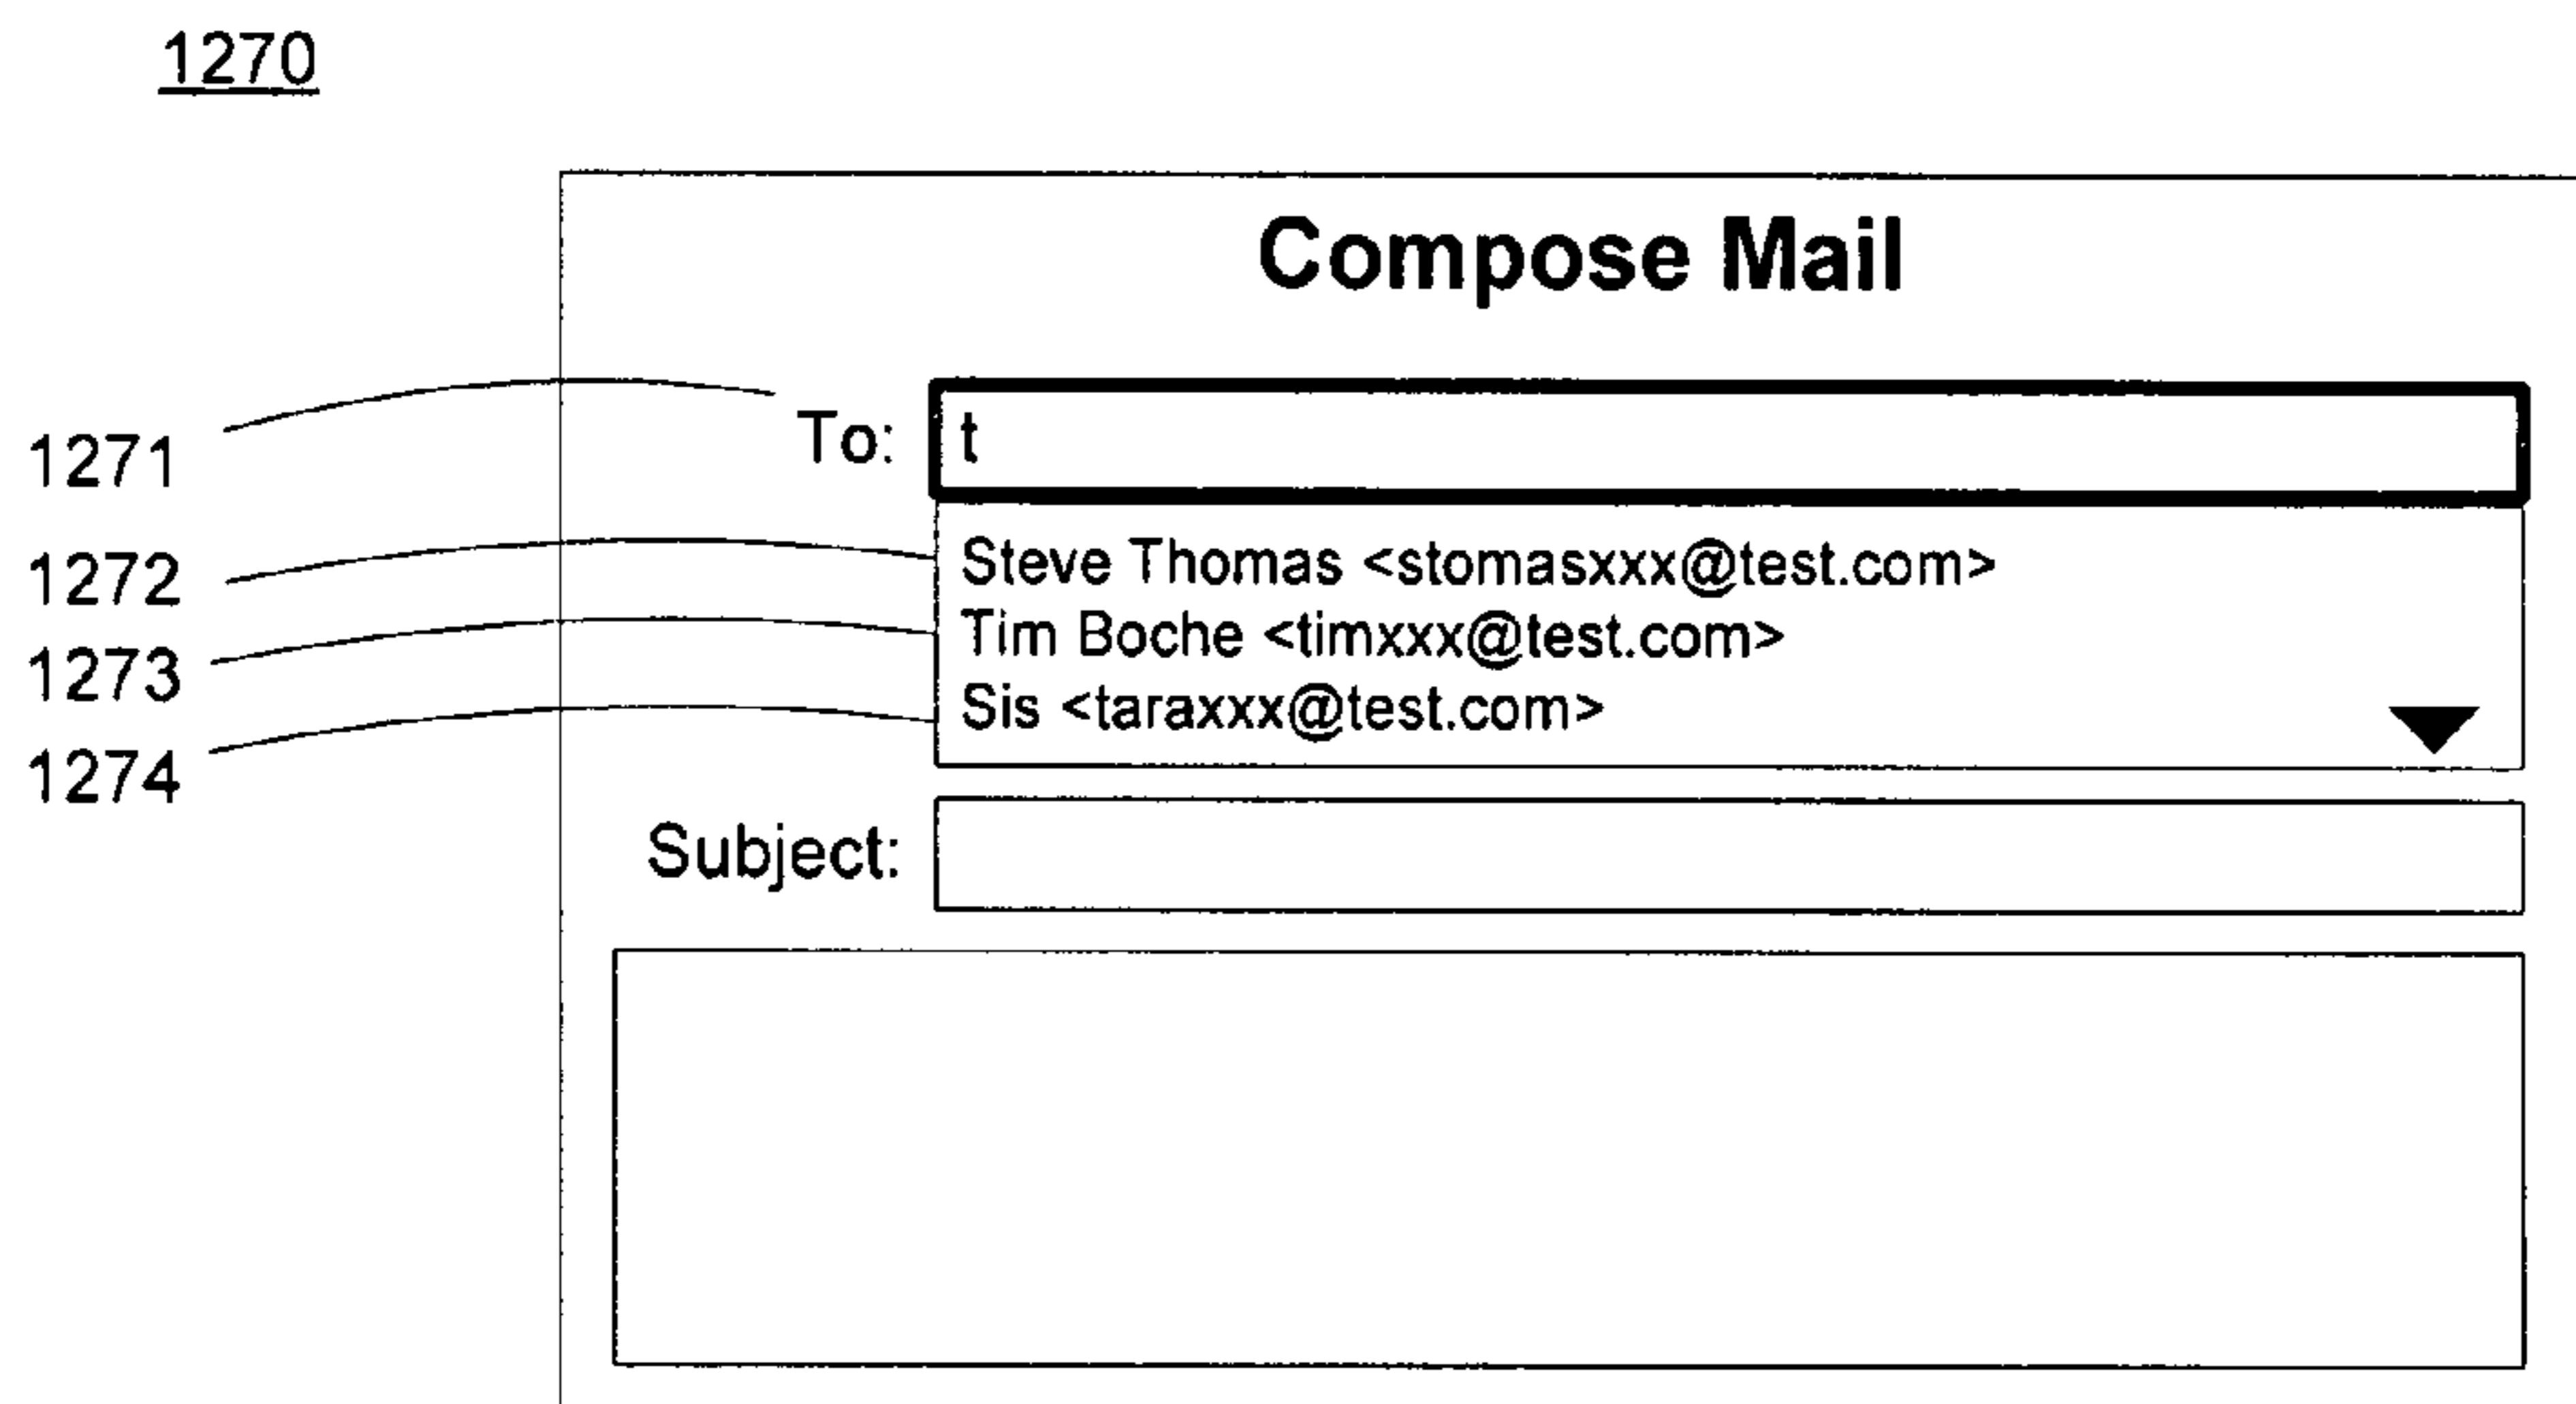 1270
Compose Mail
1271
To: t
1272
Steve Thomas <stomasxxx@test.com>
1273
Tim Boche <timxxx@test.com>
1274
Sis <taraxxx@test.com>
Subject: